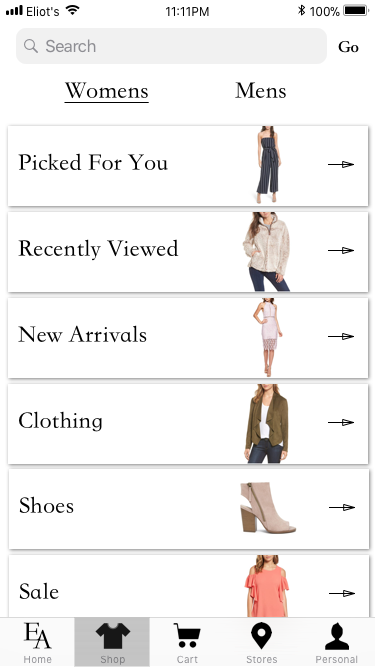 Eliot's 11:11PM 100%
Search Go
Womens Mens
Picked For You
Recently Viewed
New Arrivals
Clothing
Shoes
Sale
EA
Home Shop Cart Stores Personal